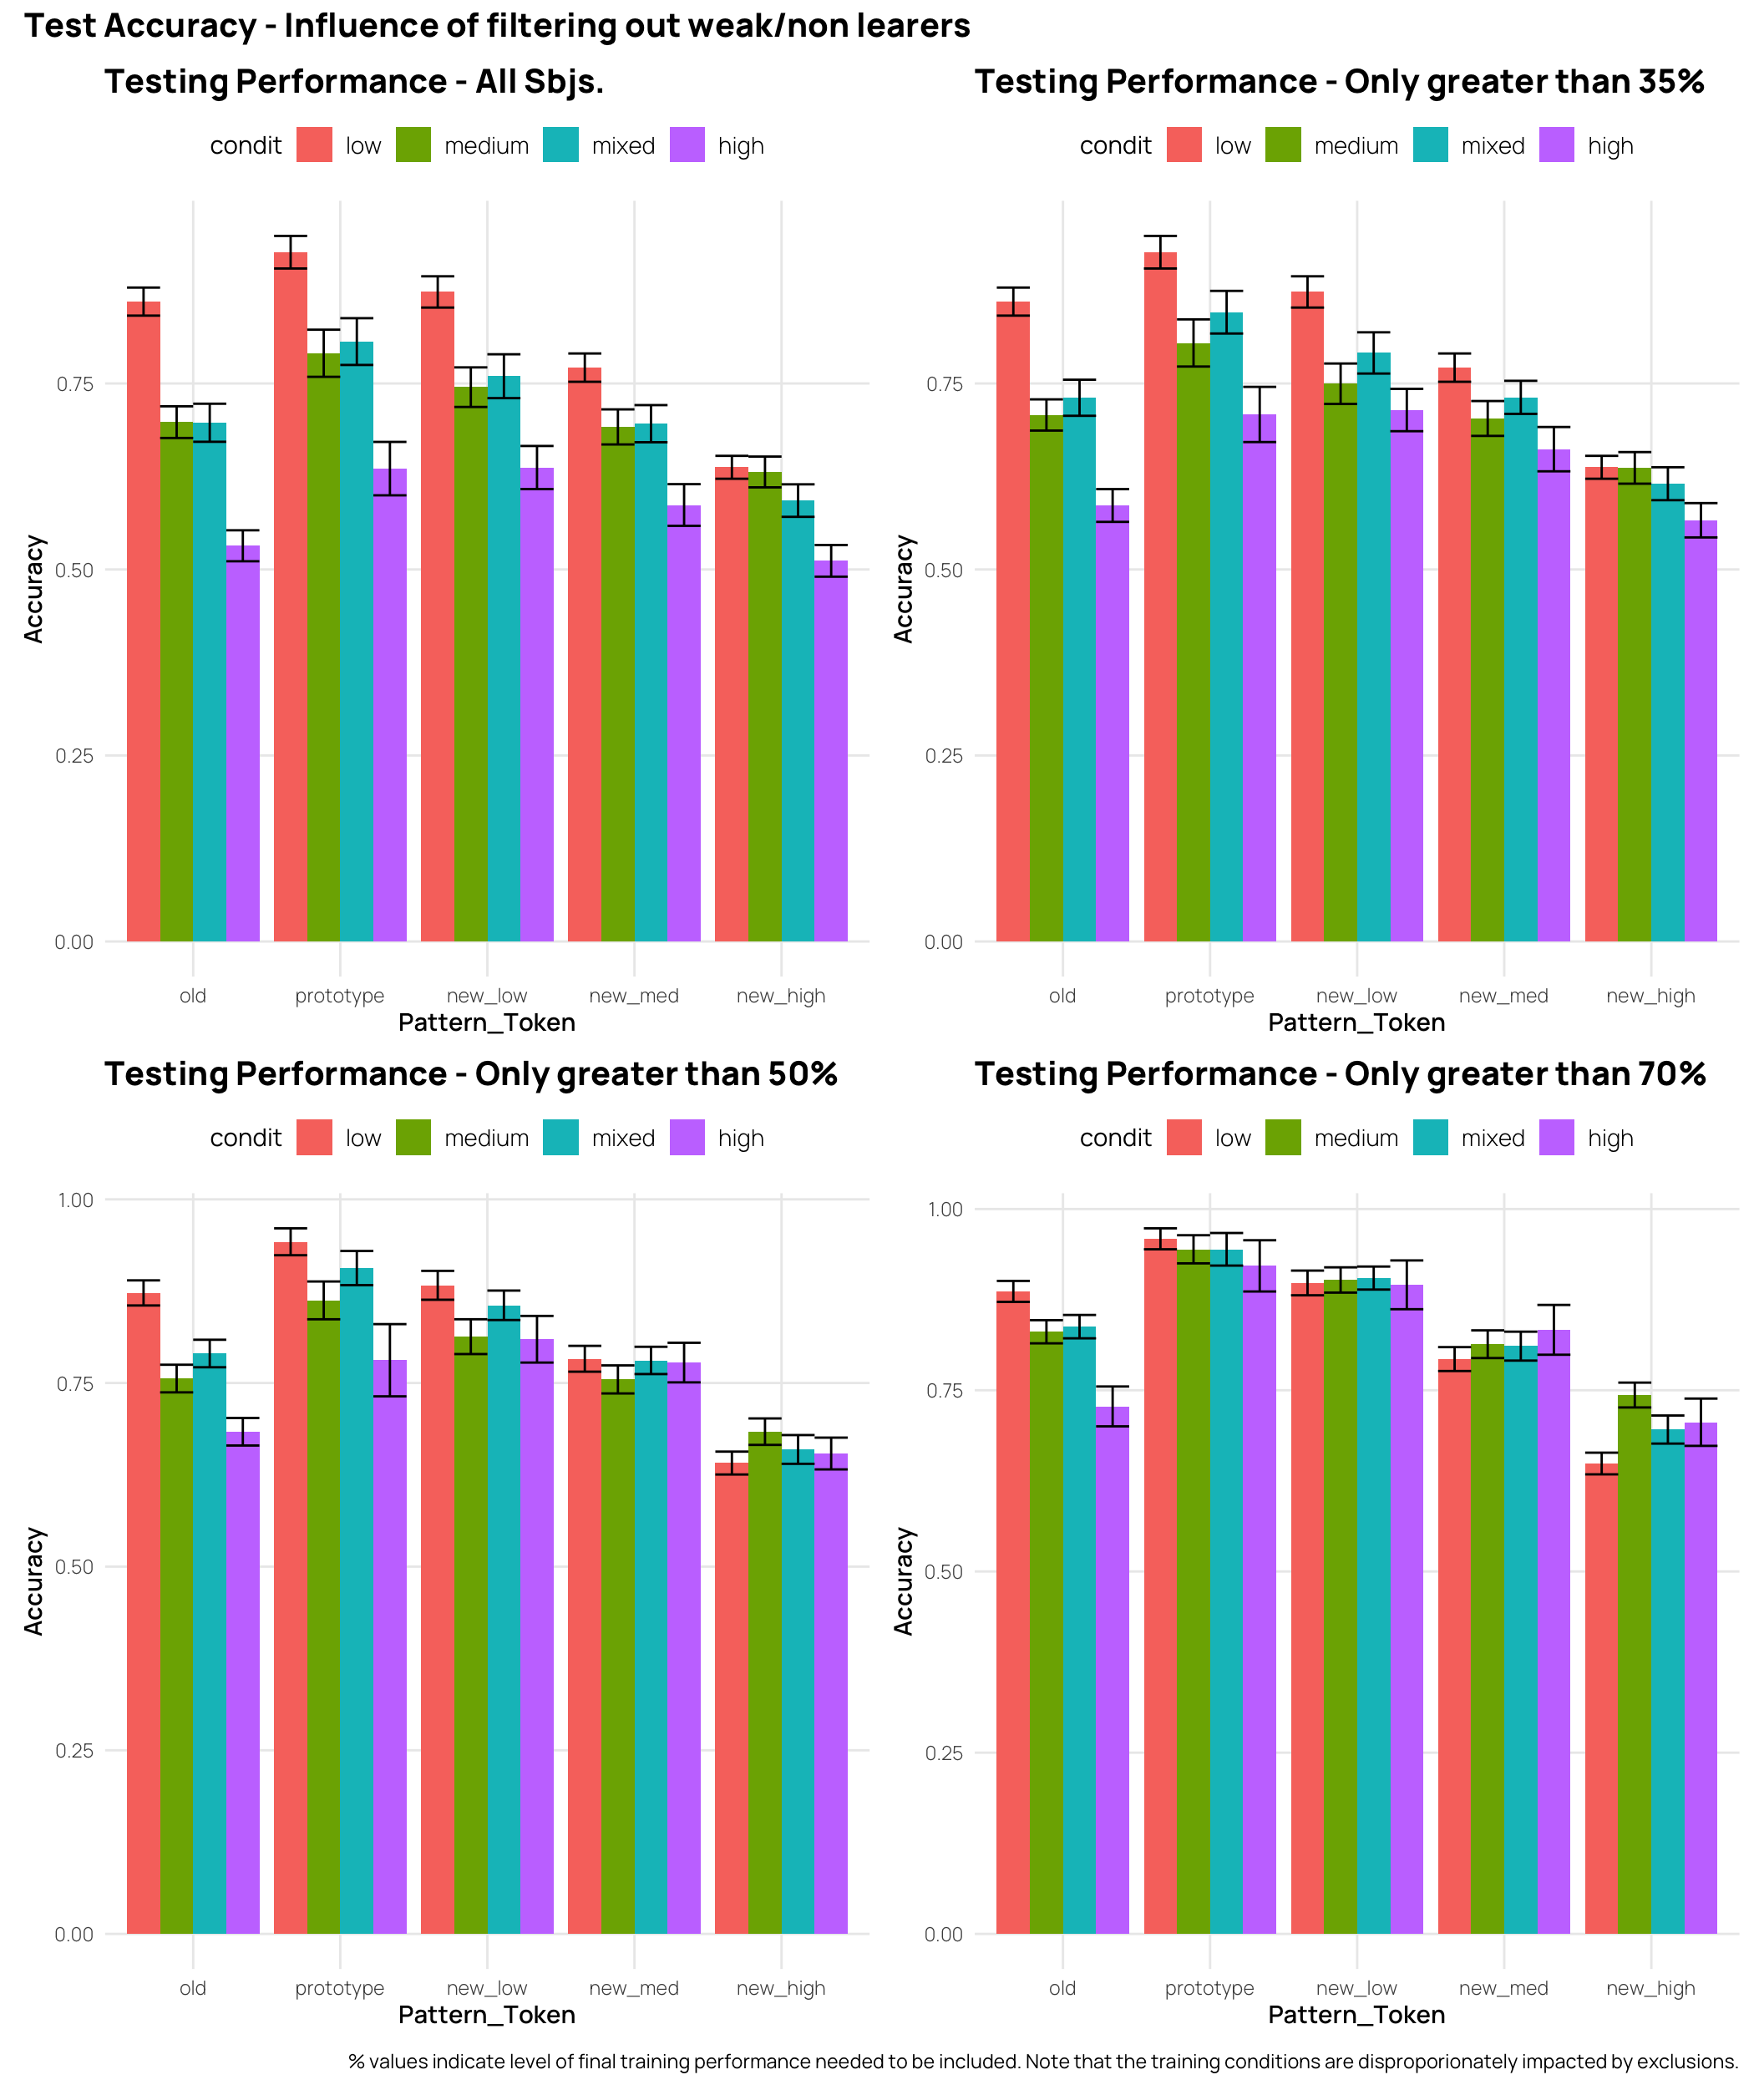 Test Accuracy - Influence of filtering out weak/non learers
Testing Performance - All Sbjs.
condit low medium mixed high
0.75
0.50
0.25
0.00
Accuracy
old prototype new_low new_med new_high
Pattern_Token
Testing Performance - Only greater than 35%
condit low medium mixed high
0.75
0.50
0.25
0.00
Accuracy
old prototype new_low new_med new_high
Pattern_Token
Testing Performance - Only greater than 50%
condit low medium mixed high
1.00
0.75
0.50
0.25
0.00
Accuracy
old prototype new_low new_med new_high
Pattern_Token
Testing Performance - Only greater than 70%
condit low medium mixed high
1.00
0.75
0.50
0.25
0.00
Accuracy
old prototype new_low new_med new_high
Pattern_Token
% values indicate level of final training performance needed to be included. Note that the training conditions are disproporionately impacted by exclusions.